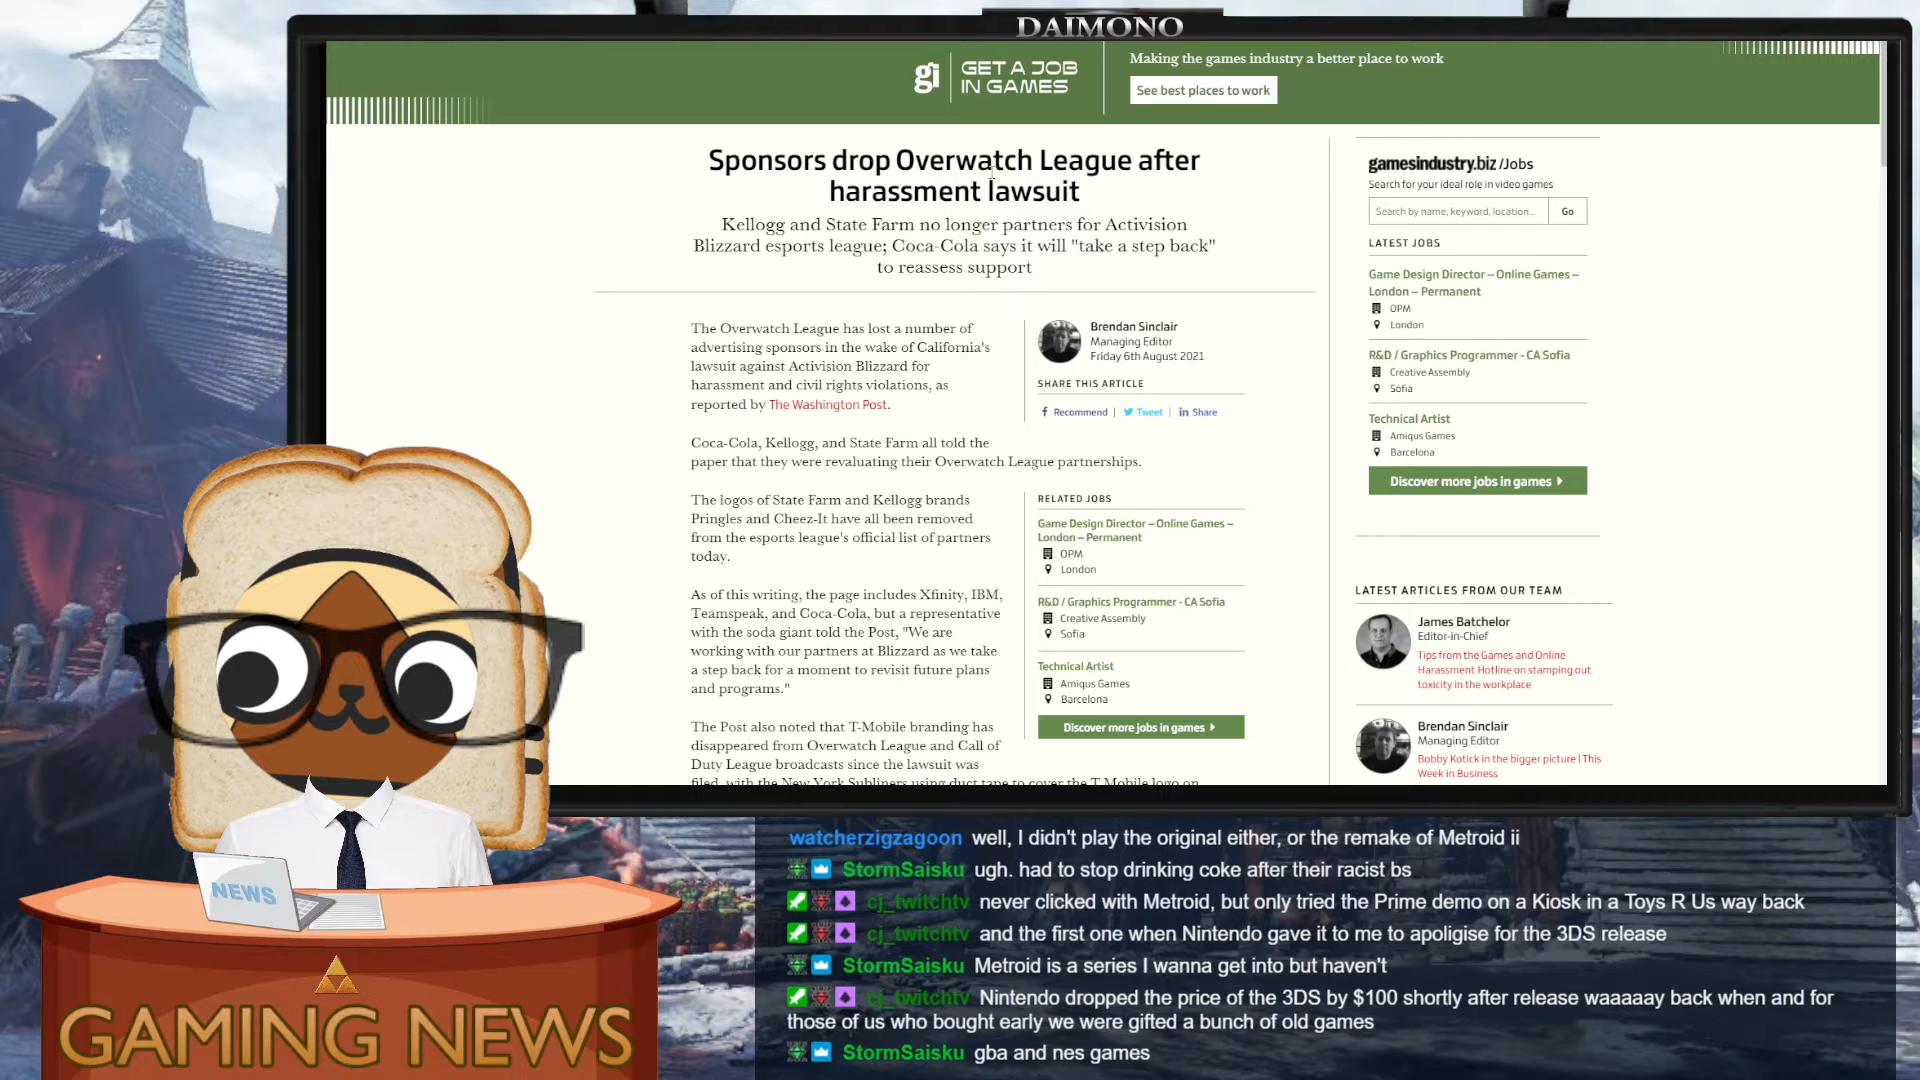 DAIMONO
gi
GET A JOB
IN GAMES
Making the games industry a better place to work
See best places to work
Sponsors drop Overwatch League after
harassment lawsuit
Kellogg and State Farm no longer partners for Activision
Blizzard esports league; Coca-Cola says it will "take a step back"
to reassess support
The Overwatch League has lost a number of
advertising sponsors in the wake of California's
lawsuit against Activision Blizzard for
harassment and civil rights violations, as
reported by The Washington Post.
Coca-Cola, Kellogg, and State Farm all told the
paper that they were revaluating their Overwatch League partnerships.
The logos of State Farm and Kellogg brands
Pringles and Cheez-It have all been removed
from the esports league's official list of partners
today.
As of this writing, the page includes Xfinity, IBM,
Teamspeak, and Coca-Cola, but a representative
with the soda giant told the Post, "We are
working with our partners at Blizzard as we take
a step back for a moment to revisit future plans
and programs."
The Post also noted that T-Mobile branding has
disappeared from Overwatch League and Call of
Duty League broadcasts since the lawsuit was
filed, with the New York Subliners using duct tape to cover the T-Mobile logo on
Brendan Sinclair
Managing Editor
Friday 6th August 2021
SHARE THIS ARTICLE
Recommend | Tweet | in Share
RELATED JOBS
Game Design Director – Online Games –
London – Permanent
OPM
London
R&D / Graphics Programmer - CA Sofia
Creative Assembly
Sofia
Technical Artist
Amiqus Games
Barcelona
Discover more jobs in games
gamesindustry.biz /Jobs
Search for your ideal role in video games
Search by name, keyword, location...
Go
LATEST JOBS
Game Design Director – Online Games –
London – Permanent
OPM
London
R&D / Graphics Programmer - CA Sofia
Creative Assembly
Sofia
Technical Artist
Amiqus Games
Barcelona
Discover more jobs in games
LATEST ARTICLES FROM OUR TEAM
James Batchelor
Editor-in-Chief
Tips from the Games and Online
Harassment Hotline on stamping out
toxicity in the workplace
Brendan Sinclair
Managing Editor
Bobby Kotick in the bigger picture | This
Week in Business
NEWS
GAMING NEWS
watcherzigzagoon well, I didn't play the original either, or the remake of Metroid ii
StormSaisku ugh. had to stop drinking coke after their racist bs
cj_twitchtv never clicked with Metroid, but only tried the Prime demo on a Kiosk in a Toys R Us way back
cj_twitchtv and the first one when Nintendo gave it to me to apoligise for the 3DS release
StormSaisku Metroid is a series I wanna get into but haven't
cj_twitchtv Nintendo dropped the price of the 3DS by $100 shortly after release waaaaay back when and for
those of us who bought early we were gifted a bunch of old games
StormSaisku gba and nes games